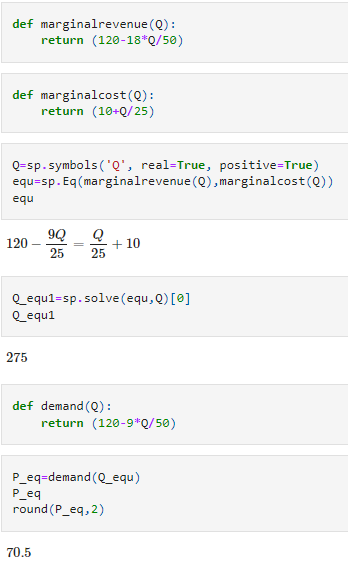 def marginalrevenue(Q):
    return (120-18*Q/50)
def marginalcost(Q):
    return (10+Q/25)
Q=sp.symbols('Q', real=True, positive=True)
equ=sp.Eq(marginalrevenue(Q),marginalcost(Q))
equ
120 − 9Q/25 = Q/25 + 10
Q_equ1=sp.solve(equ,Q)[0]
Q_equ1
275
def demand(Q):
    return (120-9*Q/50)
P_eq=demand(Q_equ)
P_eq
round(P_eq,2)
70.5